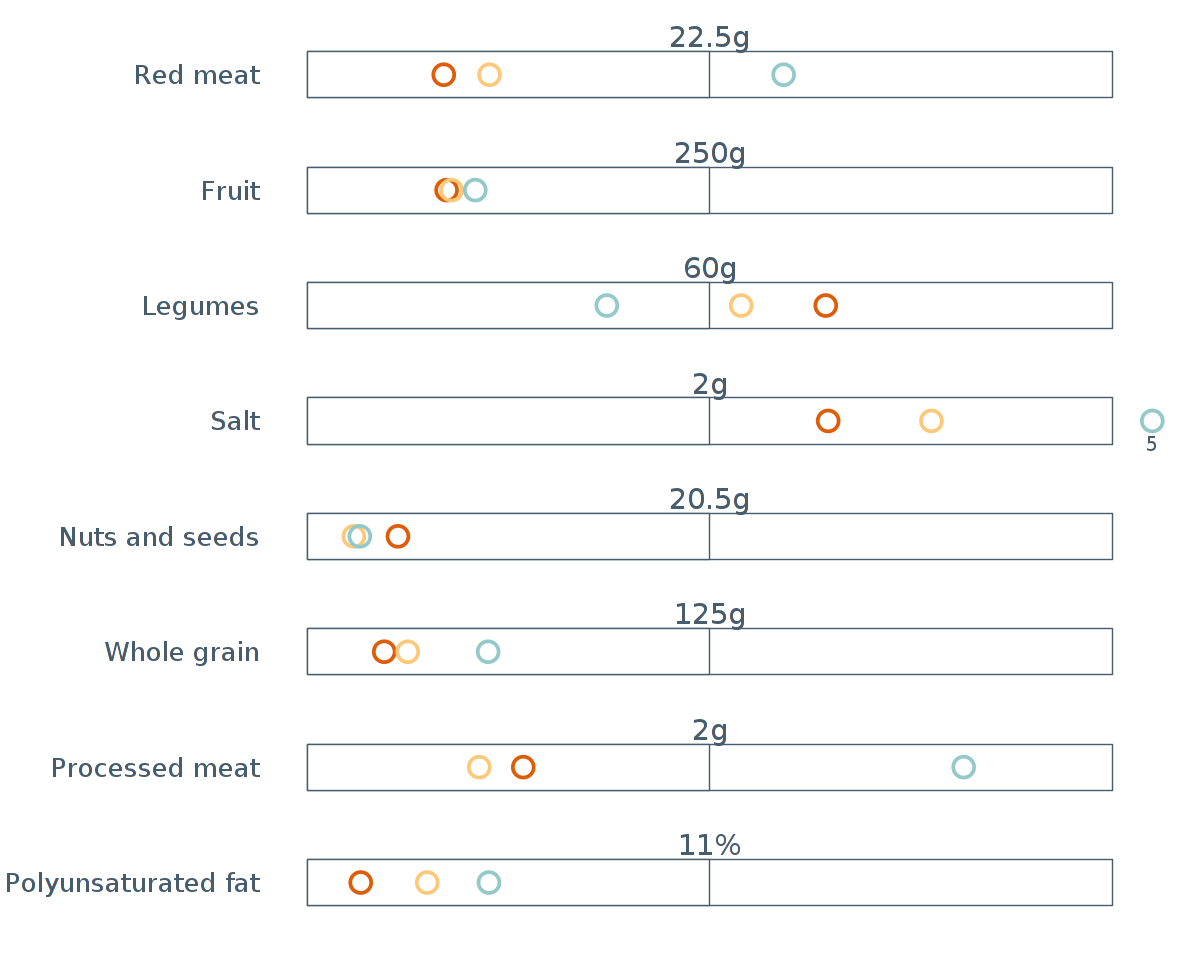 22.5g
Red meat
250g
Fruit
60g
Legumes
2g
Salt
5
20.5g
Nuts and seeds
125g
Whole grain
2g
Processed meat
11%
Polyunsaturated fat